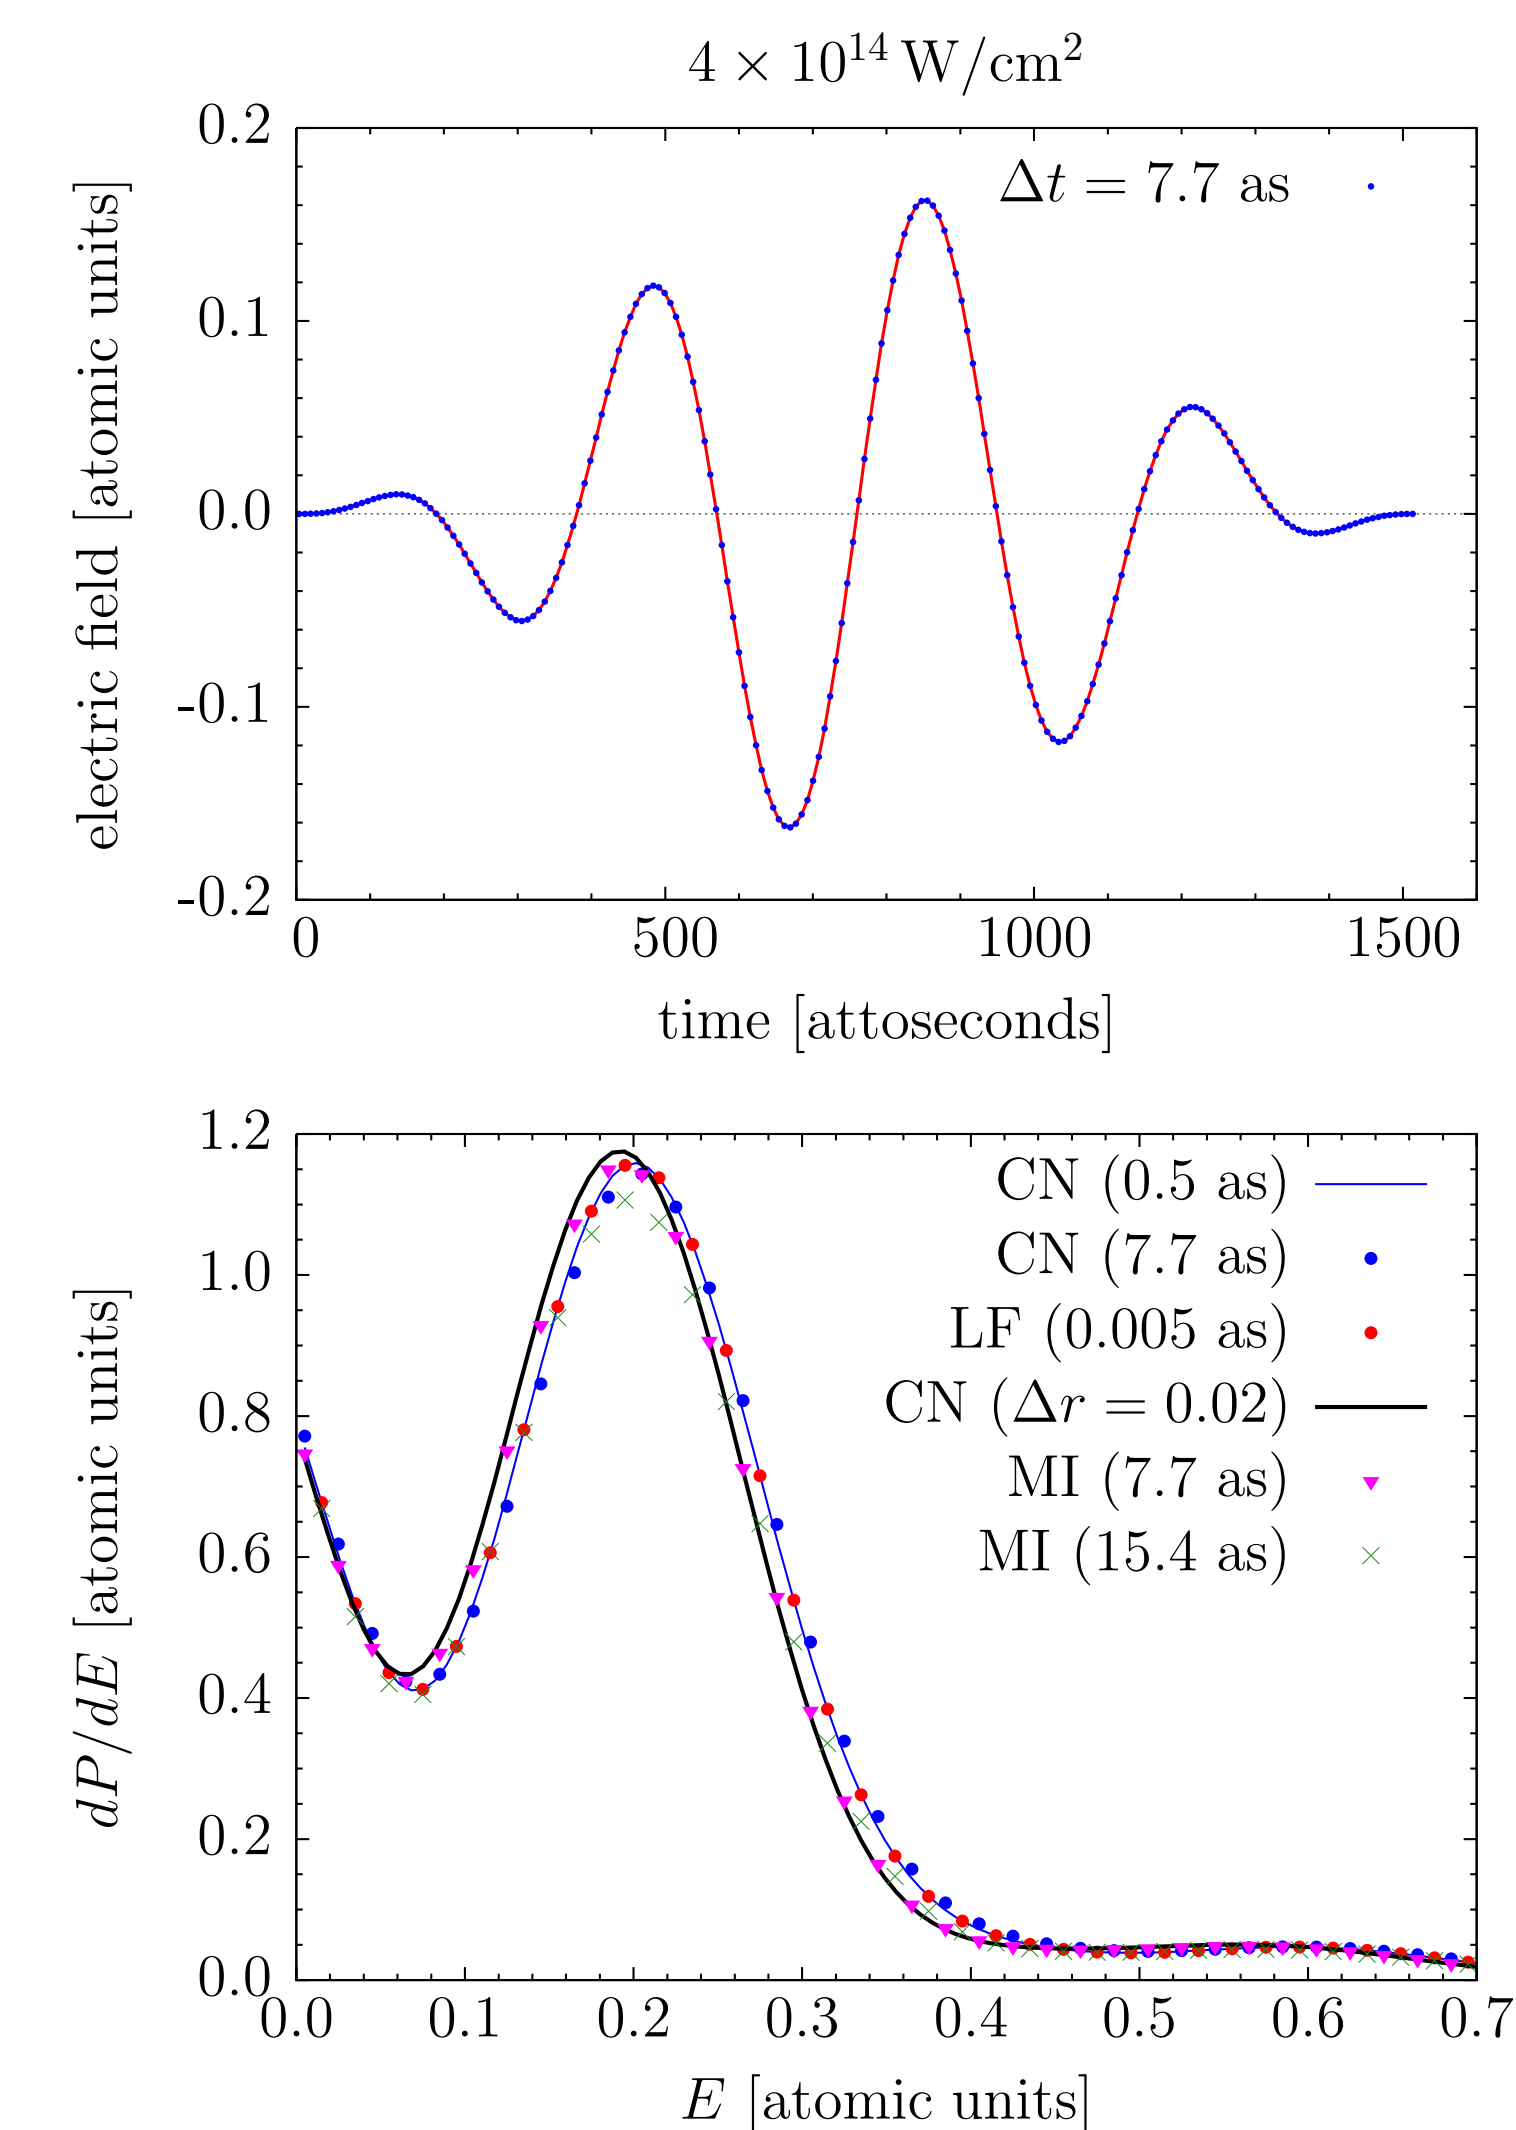 4 × 10¹⁴ W/cm²
0.2
0.1
0.0
-0.1
-0.2
electric field [atomic units]
Δt = 7.7 as
0 500 1000 1500
time [attoseconds]
1.2
1.0
0.8
0.6
0.4
0.2
0.0
dP/dE [atomic units]
CN (0.5 as)
CN (7.7 as)
LF (0.005 as)
CN (Δr = 0.02)
MI (7.7 as)
MI (15.4 as)
0.0 0.1 0.2 0.3 0.4 0.5 0.6 0.7
E [atomic units]